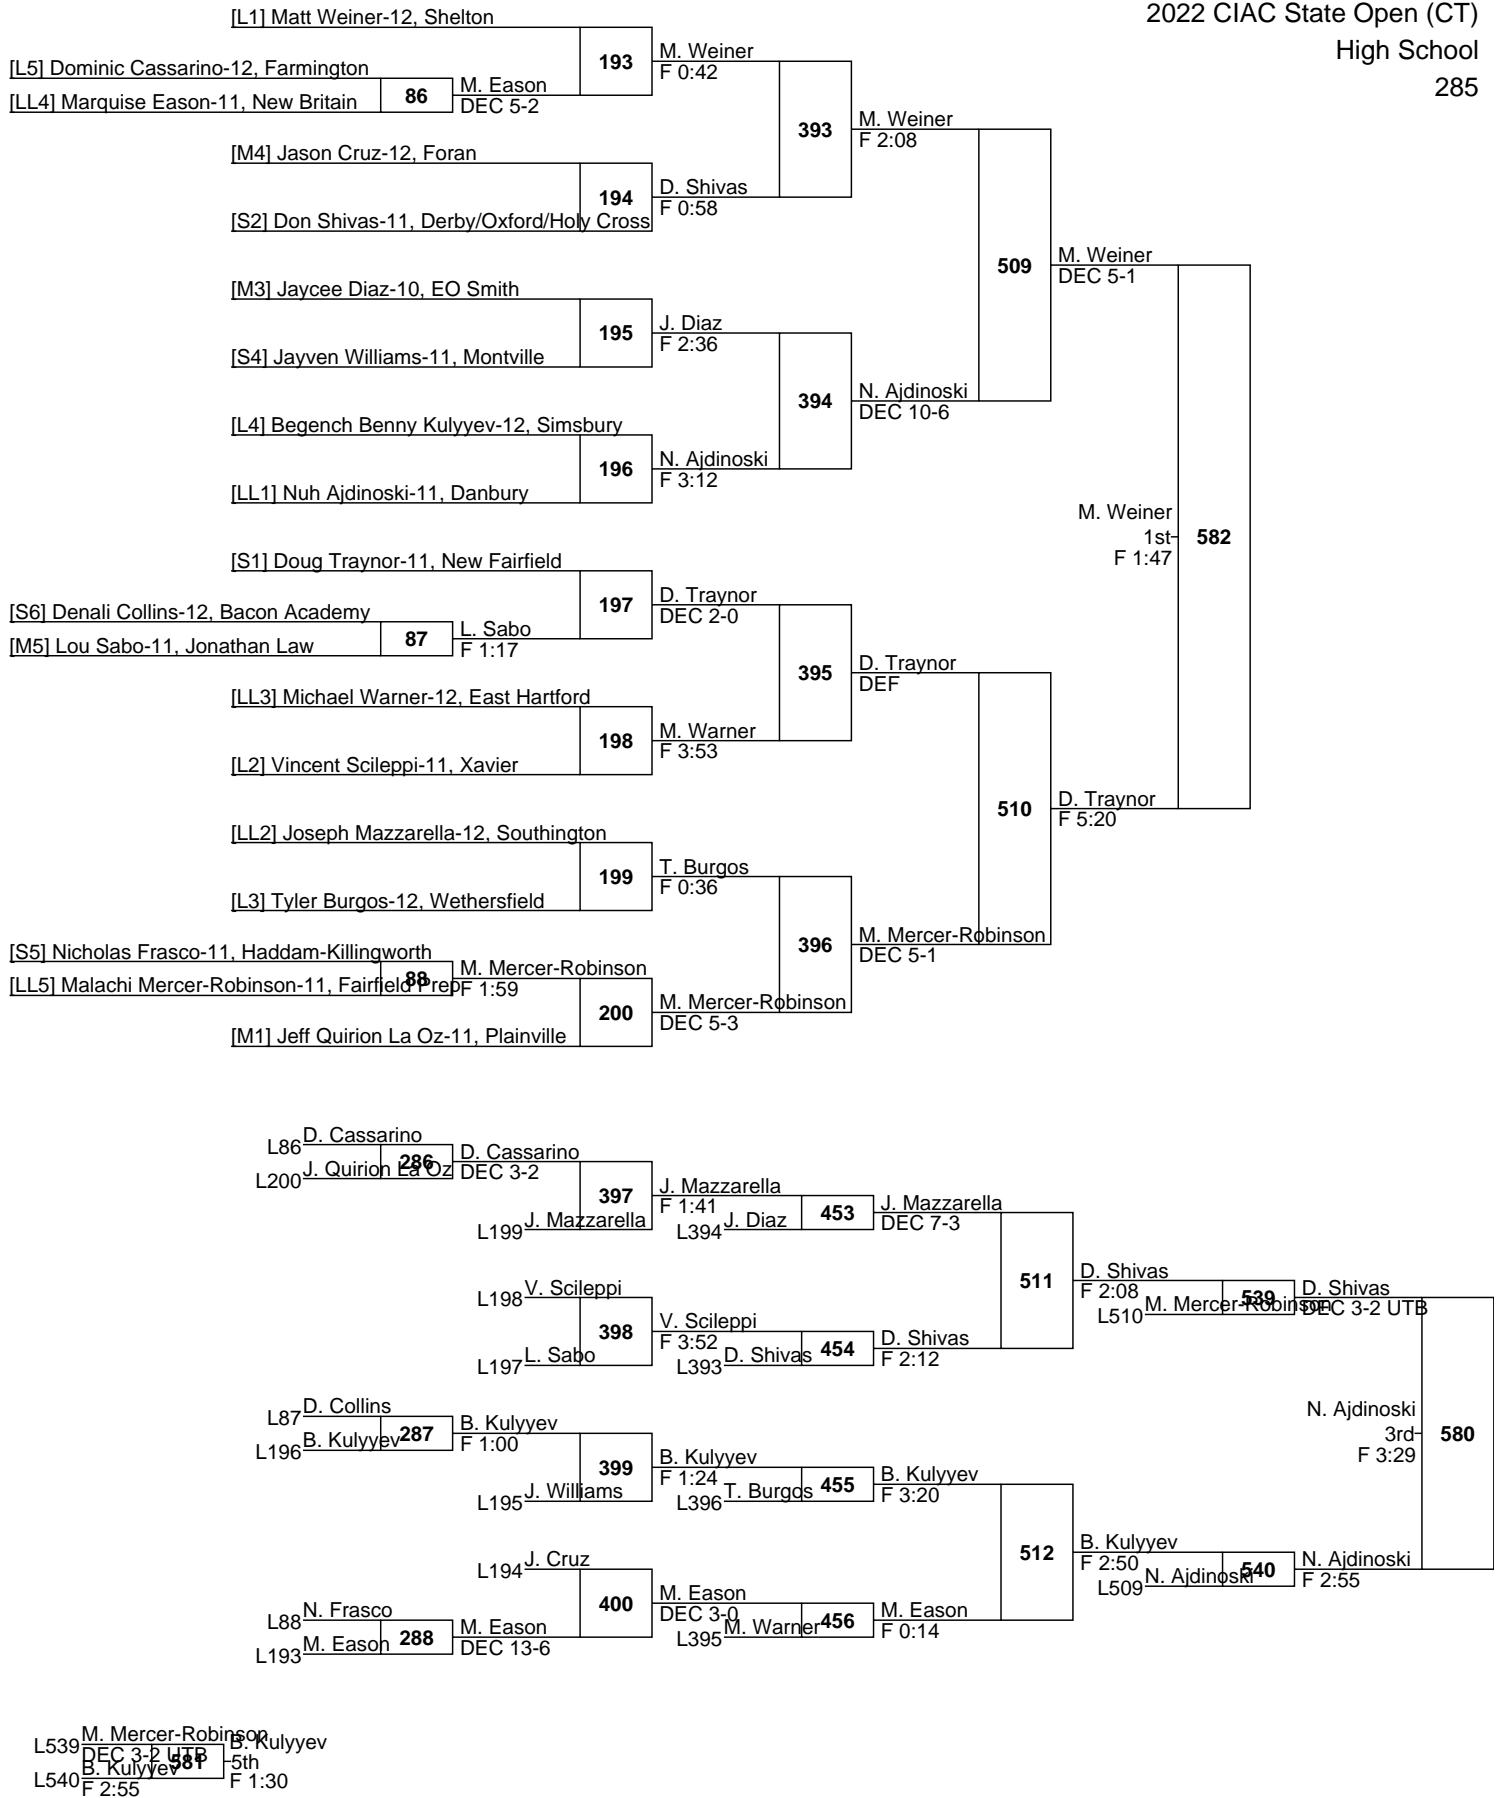 2022 CIAC State Open (CT)
High School
285
[L1] Matt Weiner-12, Shelton
193
M. Weiner
F 0:42
[L5] Dominic Cassarino-12, Farmington
86
M. Eason
DEC 5-2
[LL4] Marquise Eason-11, New Britain
393
M. Weiner
F 2:08
[M4] Jason Cruz-12, Foran
194
D. Shivas
F 0:58
[S2] Don Shivas-11, Derby/Oxford/Holy Cross
509
M. Weiner
DEC 5-1
[M3] Jaycee Diaz-10, EO Smith
195
J. Diaz
F 2:36
[S4] Jayven Williams-11, Montville
394
N. Ajdinoski
DEC 10-6
[L4] Begench Benny Kulyyev-12, Simsbury
196
N. Ajdinoski
F 3:12
[LL1] Nuh Ajdinoski-11, Danbury
M. Weiner
1st
F 1:47
582
[S1] Doug Traynor-11, New Fairfield
197
D. Traynor
DEC 2-0
[S6] Denali Collins-12, Bacon Academy
87
L. Sabo
F 1:17
[M5] Lou Sabo-11, Jonathan Law
395
D. Traynor
DEF
[LL3] Michael Warner-12, East Hartford
198
M. Warner
F 3:53
[L2] Vincent Scileppi-11, Xavier
510
D. Traynor
F 5:20
[LL2] Joseph Mazzarella-12, Southington
199
T. Burgos
F 0:36
[L3] Tyler Burgos-12, Wethersfield
396
M. Mercer-Robinson
DEC 5-1
[S5] Nicholas Frasco-11, Haddam-Killingworth
88
M. Mercer-Robinson
F 1:59
[LL5] Malachi Mercer-Robinson-11, Fairfield Prep
200
M. Mercer-Robinson
DEC 5-3
[M1] Jeff Quirion La Oz-11, Plainville
L86
D. Cassarino
286
D. Cassarino
DEC 3-2
L200
J. Quirion La Oz
397
J. Mazzarella
F 1:41
L199
J. Mazzarella
L394
J. Diaz
453
J. Mazzarella
DEC 7-3
L198
V. Scileppi
398
V. Scileppi
F 3:52
L197
L. Sabo
L393
D. Shivas
454
D. Shivas
F 2:12
511
D. Shivas
F 2:08
L510
M. Mercer-Robinson
539
D. Shivas
DEC 3-2 UTB
L87
D. Collins
287
B. Kulyyev
F 1:00
L196
B. Kulyyev
399
B. Kulyyev
F 1:24
L195
J. Williams
L396
T. Burgos
455
B. Kulyyev
F 3:20
N. Ajdinoski
3rd
F 3:29
580
L194
J. Cruz
400
M. Eason
DEC 3-0
L88
N. Frasco
288
M. Eason
DEC 13-6
L193
M. Eason
L395
M. Warner
456
M. Eason
F 0:14
512
B. Kulyyev
F 2:50
L509
N. Ajdinoski
540
N. Ajdinoski
F 2:55
L539
M. Mercer-Robinson
DEC 3-2 UTB
581
B. Kulyyev
5th
F 1:30
L540
B. Kulyyev
F 2:55